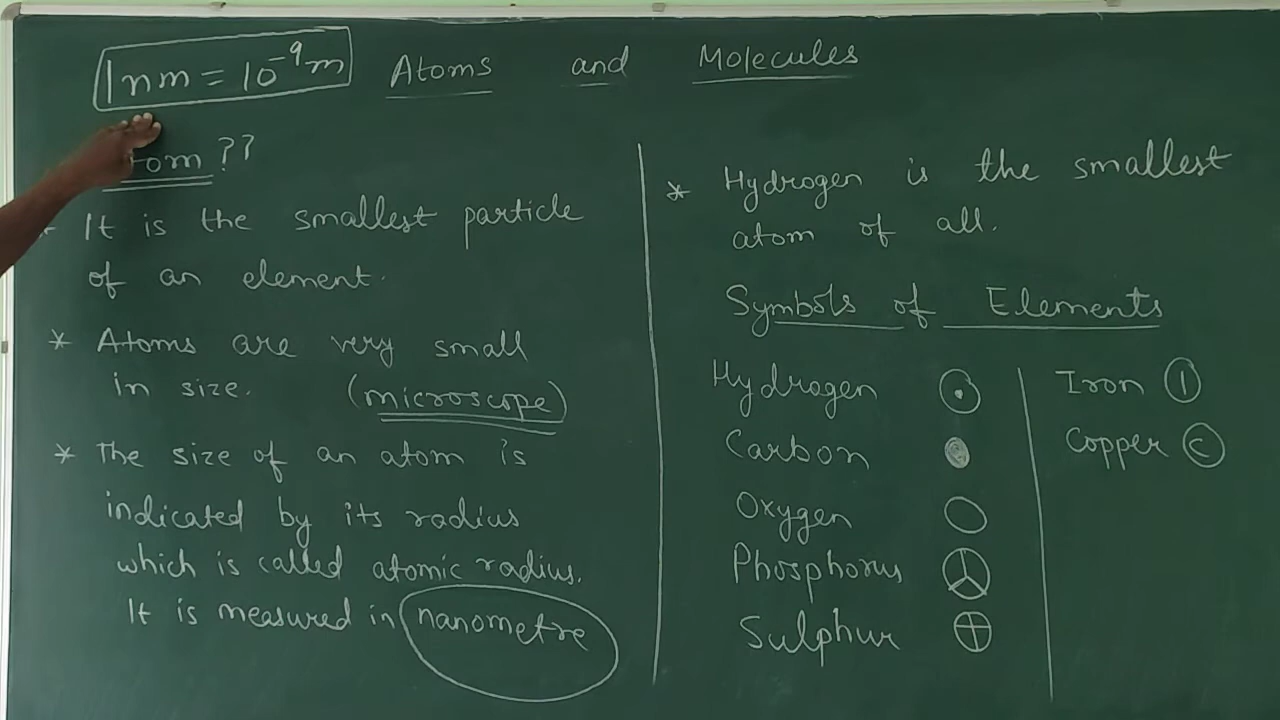 1nm = 10⁻⁹m
Atoms and Molecules
tom ??
It is the smallest particle
of an element.
* Atoms are very small
in size. (microscope)
* The size of an atom is
indicated by its radius
which is called atomic radius.
It is measured in nanometre
* Hydrogen is the smallest
atom of all.
Symbols of Elements
Hydrogen
Carbon
Oxygen
Phosphorus
Sulphur
Iron I
Copper C